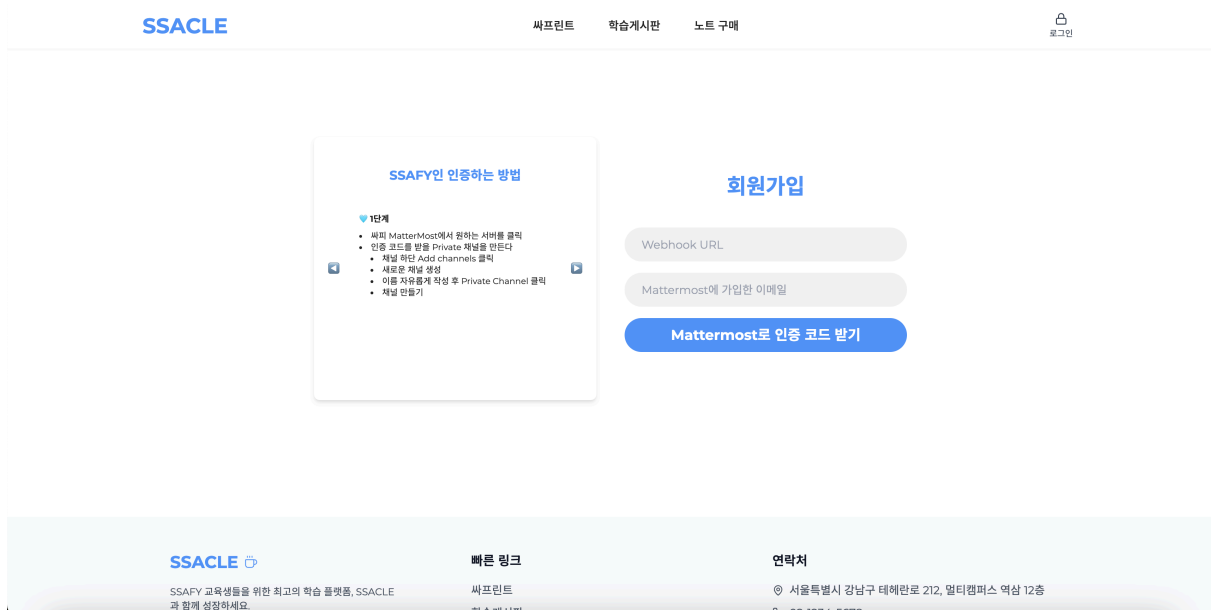 SSACLE
싸프린트
학습게시판
노트 구매
로그인
SSAFY인 인증하는 방법
1단계
싸피 MatterMost에서 원하는 서버를 클릭
인증 코드를 받을 Private 채널을 만든다
채널 하단 Add channels 클릭
새로운 채널 생성
이름 자유롭게 작성 후 Private Channel 클릭
채널 만들기
회원가입
Webhook URL
Mattermost에 가입한 이메일
Mattermost로 인증 코드 받기
SSACLE
SSAFY 교육생들을 위한 최고의 학습 플랫폼, SSACLE
과 함께 성장하세요.
빠른 링크
싸프린트
연락처
서울특별시 강남구 테헤란로 212, 멀티캠퍼스 역삼 12층